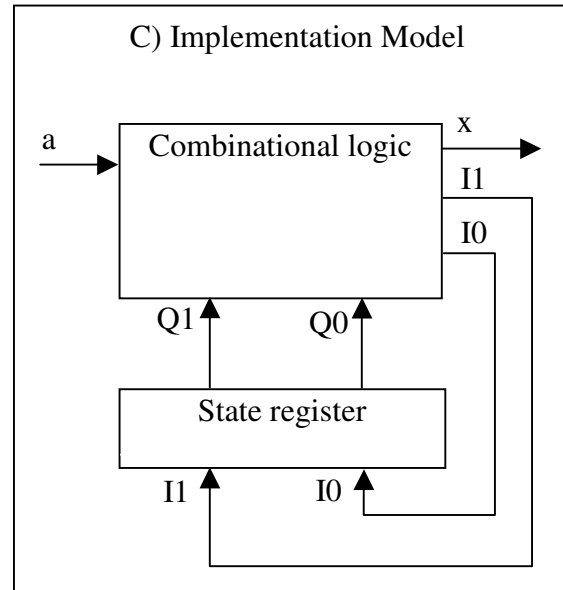 C) Implementation Model
a
Combinational logic
x
I1
I0
Q1
Q0
State register
I1
I0